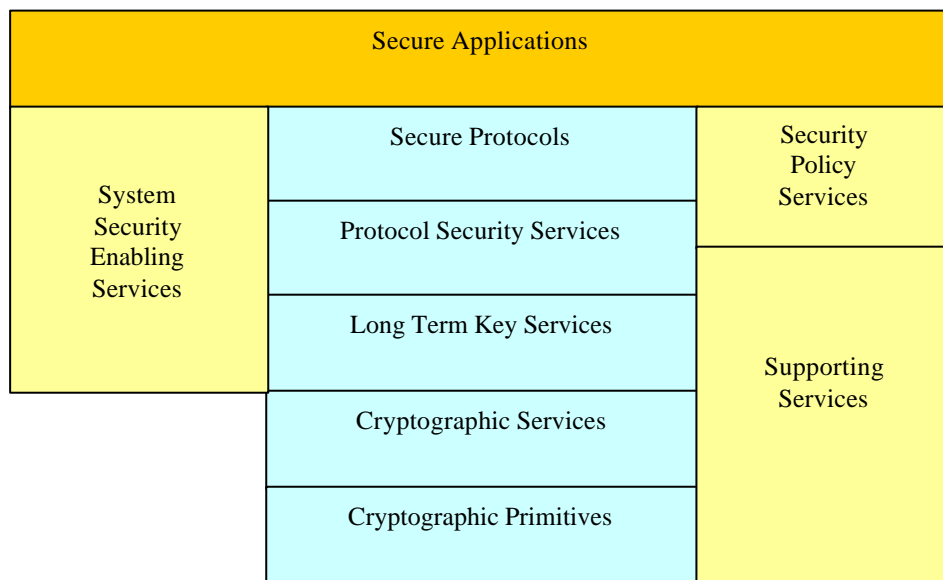 Secure Applications
System
Security
Enabling
Services
Secure Protocols
Protocol Security Services
Long Term Key Services
Cryptographic Services
Cryptographic Primitives
Security
Policy
Services
Supporting
Services